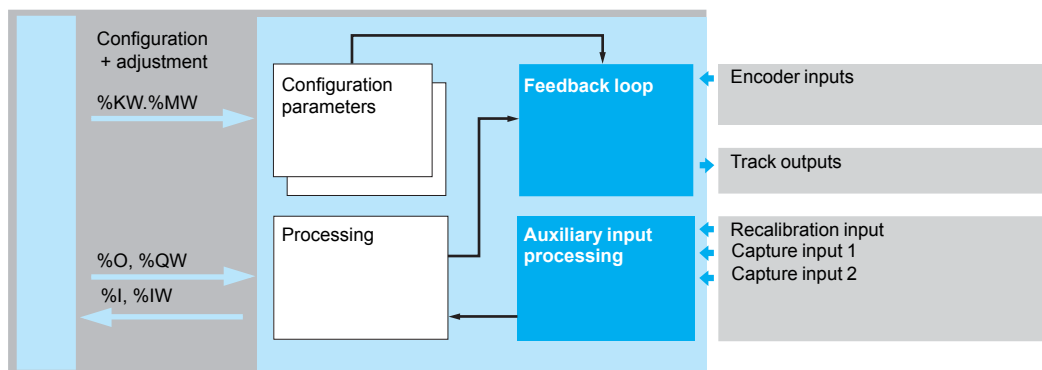 Configuration
+ adjustment
%KW.%MW
%O, %QW
%I, %IW
Configuration
parameters
Processing
Feedback loop
Auxiliary input
processing
Encoder inputs
Track outputs
Recalibration input
Capture input 1
Capture input 2